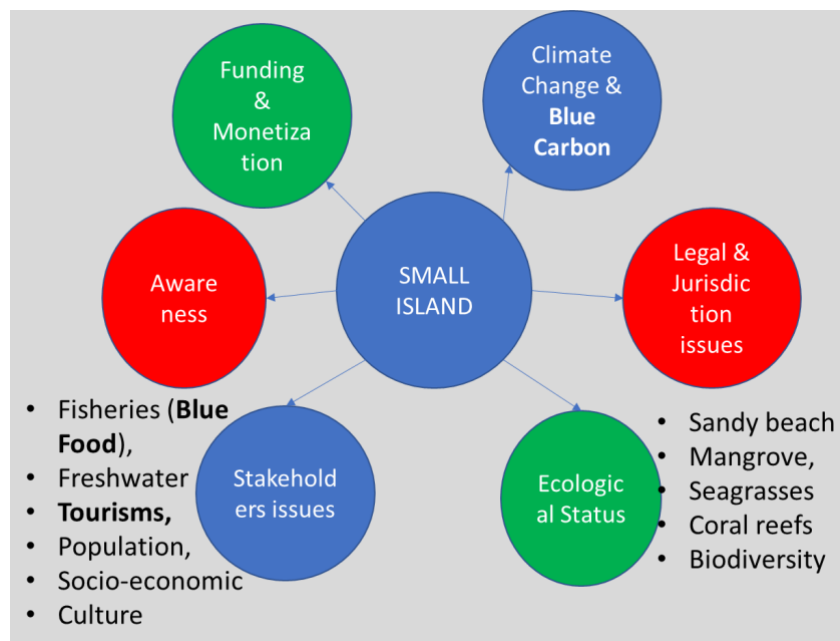 Funding
&
Monetiza
tion
Climate
Change &
Blue
Carbon
Aware
ness
SMALL
ISLAND
Legal &
Jurisdic
tion
issues
• Fisheries (Blue
Food),
• Freshwater
• Tourisms,
• Population,
• Socio-economic
• Culture
Stakehold
ers issues
Ecologic
al Status
• Sandy beach
• Mangrove,
• Seagrasses
• Coral reefs
• Biodiversity